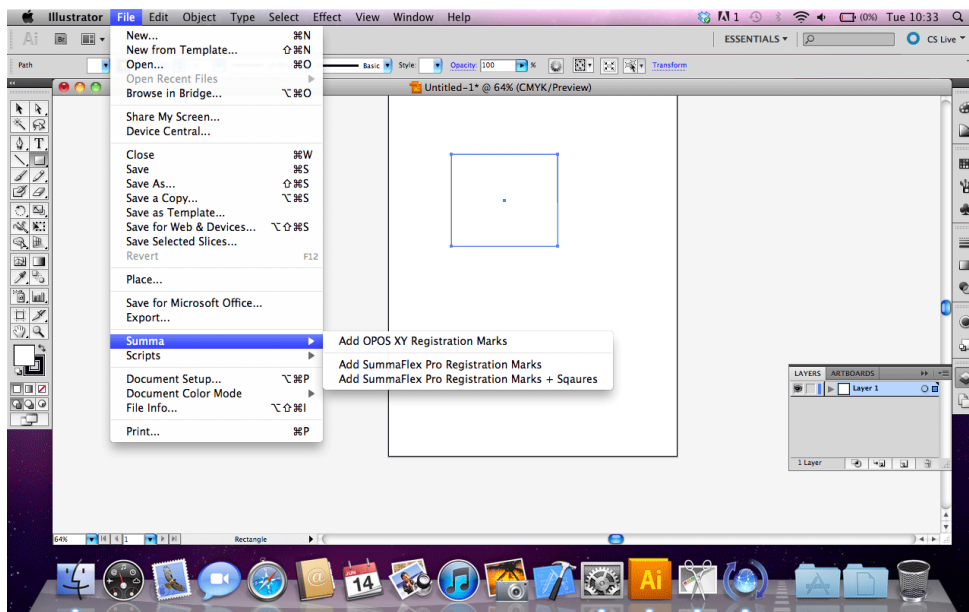 Illustrator File Edit Object Type Select Effect View Window Help
1 (0%) Tue 10:33
Ai Br ESSENTIALS CS Live
Path Basic Style: Opacity: 100 % Transform
Untitled-1* @ 64% (CMYK/Preview)
New... ⌘N
New from Template... ⇧⌘N
Open... ⌘O
Open Recent Files
Browse in Bridge... ⌥⌘O
Share My Screen...
Device Central...
Close ⌘W
Save ⌘S
Save As... ⇧⌘S
Save a Copy... ⌥⌘S
Save as Template...
Save for Web & Devices... ⌥⇧⌘S
Save Selected Slices...
Revert F12
Place...
Save for Microsoft Office...
Export...
Summa
Scripts
Document Setup... ⌥⌘P
Document Color Mode
File Info... ⌥⇧⌘I
Print... ⌘P
Add OPOS XY Registration Marks
Add SummaFlex Pro Registration Marks
Add SummaFlex Pro Registration Marks + Sqaures
LAYERS ARTBOARDS
Layer 1
1 Layer
64% 1 Rectangle
JUN
14
Ai